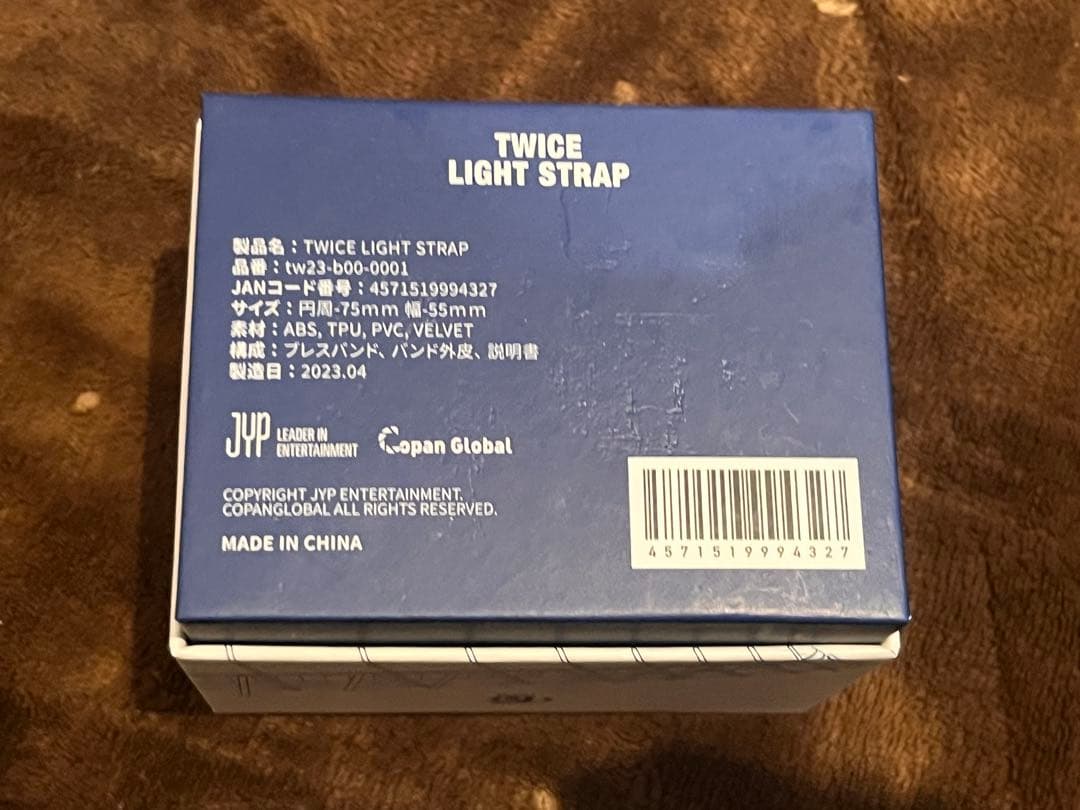 TWICE
LIGHT STRAP
製品名：TWICE LIGHT STRAP
品番：tw23-b00-0001
JANコード番号：4571519994327
サイズ：円周-75mm 幅-55mm
素材：ABS, TPU, PVC, VELVET
構成：ブレスバンド、バンド外皮、説明書
製造日：2023.04
JYP LEADER IN
ENTERTAINMENT
Copan Global
COPYRIGHT JYP ENTERTAINMENT.
COPANGLOBAL ALL RIGHTS RESERVED.
MADE IN CHINA
4571519994327